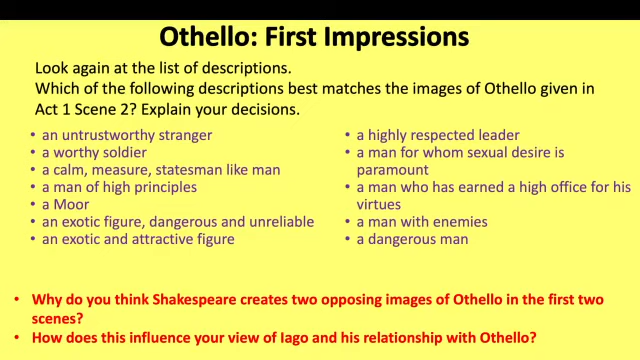 Othello: First Impressions
Look again at the list of descriptions.
Which of the following descriptions best matches the images of Othello given in
Act 1 Scene 2? Explain your decisions.
• an untrustworthy stranger
• a worthy soldier
• a calm, measure, statesman like man
• a man of high principles
• a Moor
• an exotic figure, dangerous and unreliable
• an exotic and attractive figure
• a highly respected leader
• a man for whom sexual desire is
paramount
• a man who has earned a high office for his
virtues
• a man with enemies
• a dangerous man
• Why do you think Shakespeare creates two opposing images of Othello in the first two
scenes?
• How does this influence your view of Iago and his relationship with Othello?